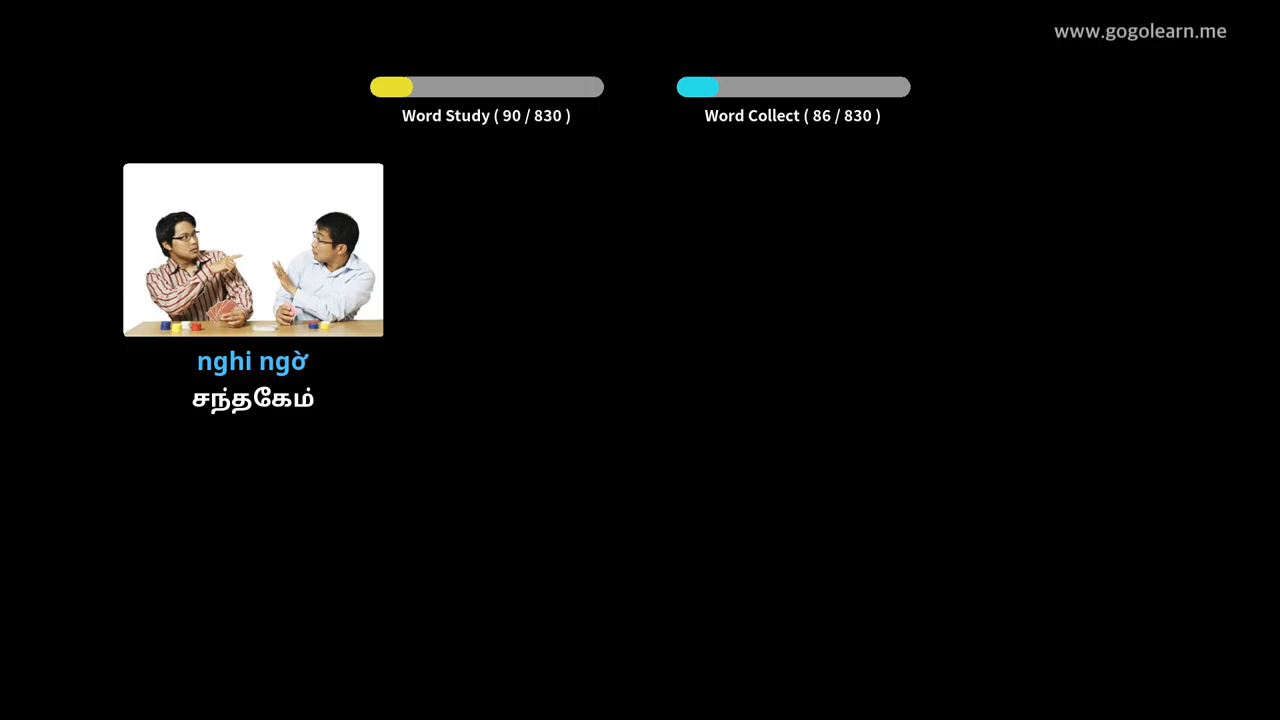 www.gogolearn.me
Word Study ( 90 / 830 )
Word Collect ( 86 / 830 )
nghi ngờ
சந்தகேம்